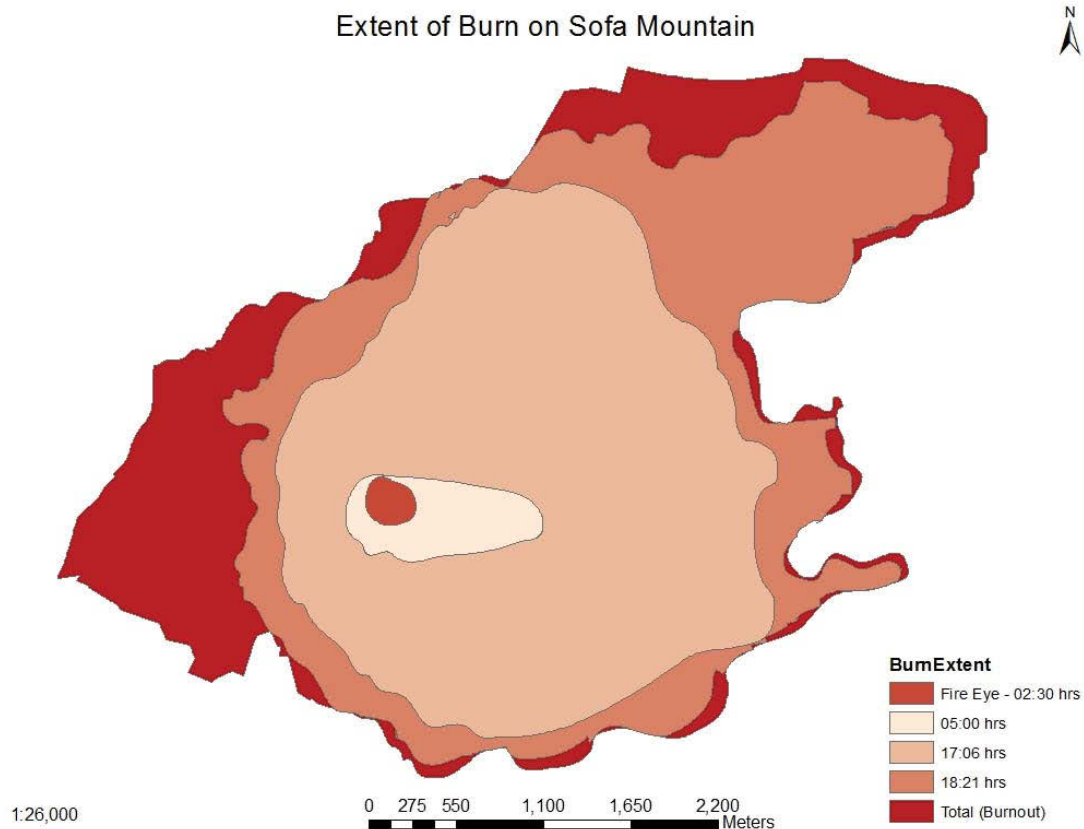 Extent of Burn on Sofa Mountain
N
BurnExtent
Fire Eye - 02:30 hrs
05:00 hrs
17:06 hrs
18:21 hrs
Total (Burnout)
1:26,000
0 275 550 1,100 1,650 2,200
Meters